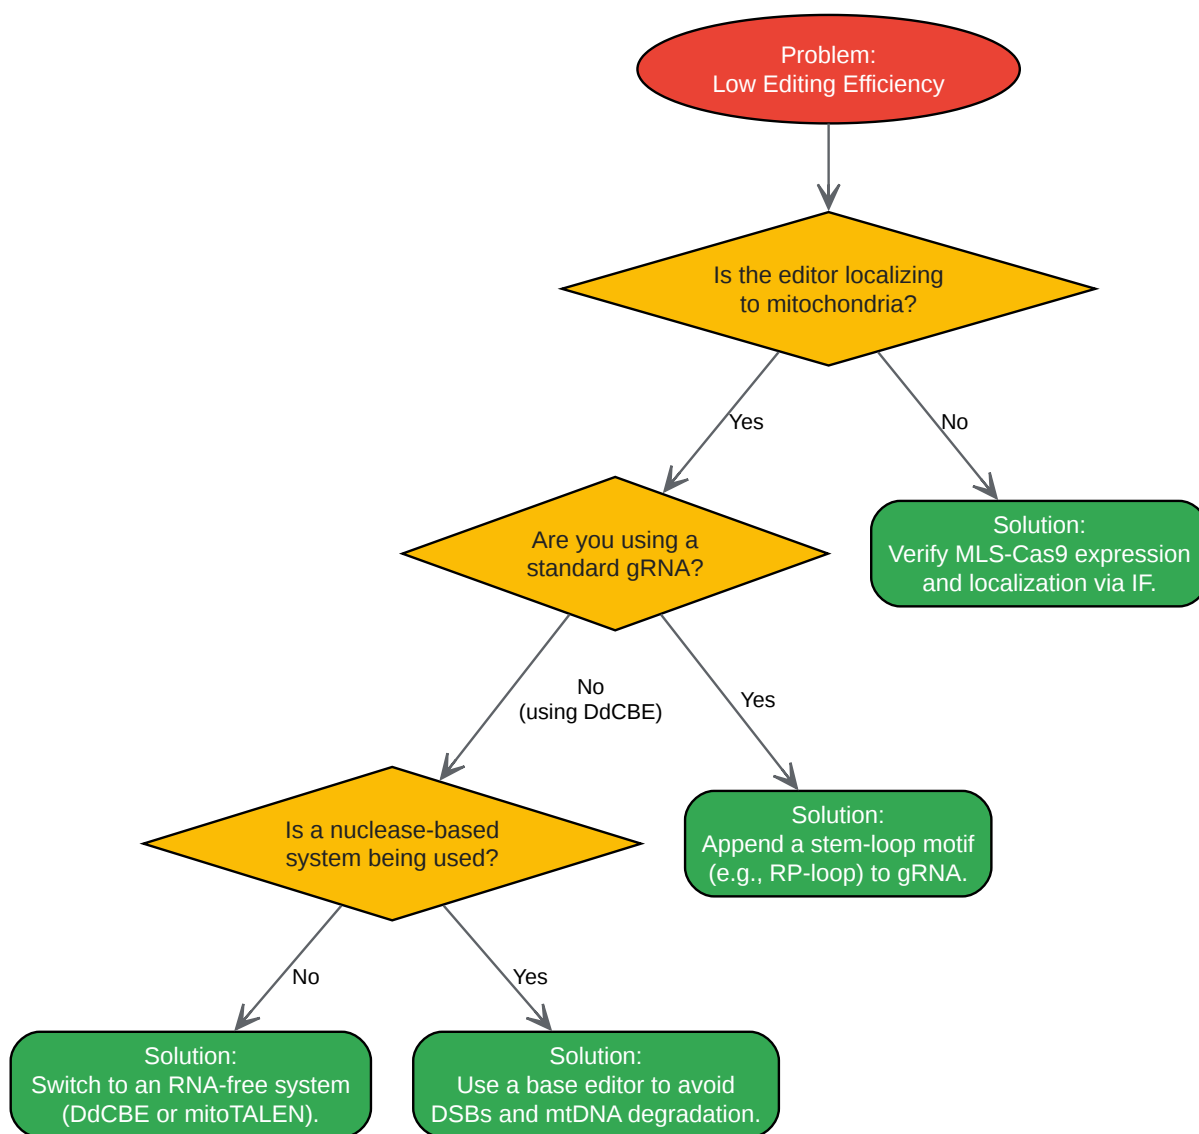 Problem:
Low Editing Efficiency
Is the editor localizing
to mitochondria?
Yes
No
Are you using a
standard gRNA?
Solution:
Verify MLS-Cas9 expression
and localization via IF.
No
(using DdCBE)
Yes
Is a nuclease-based
system being used?
Solution:
Append a stem-loop motif
(e.g., RP-loop) to gRNA.
No
Yes
Solution:
Switch to an RNA-free system
(DdCBE or mitoTALEN).
Solution:
Use a base editor to avoid
DSBs and mtDNA degradation.